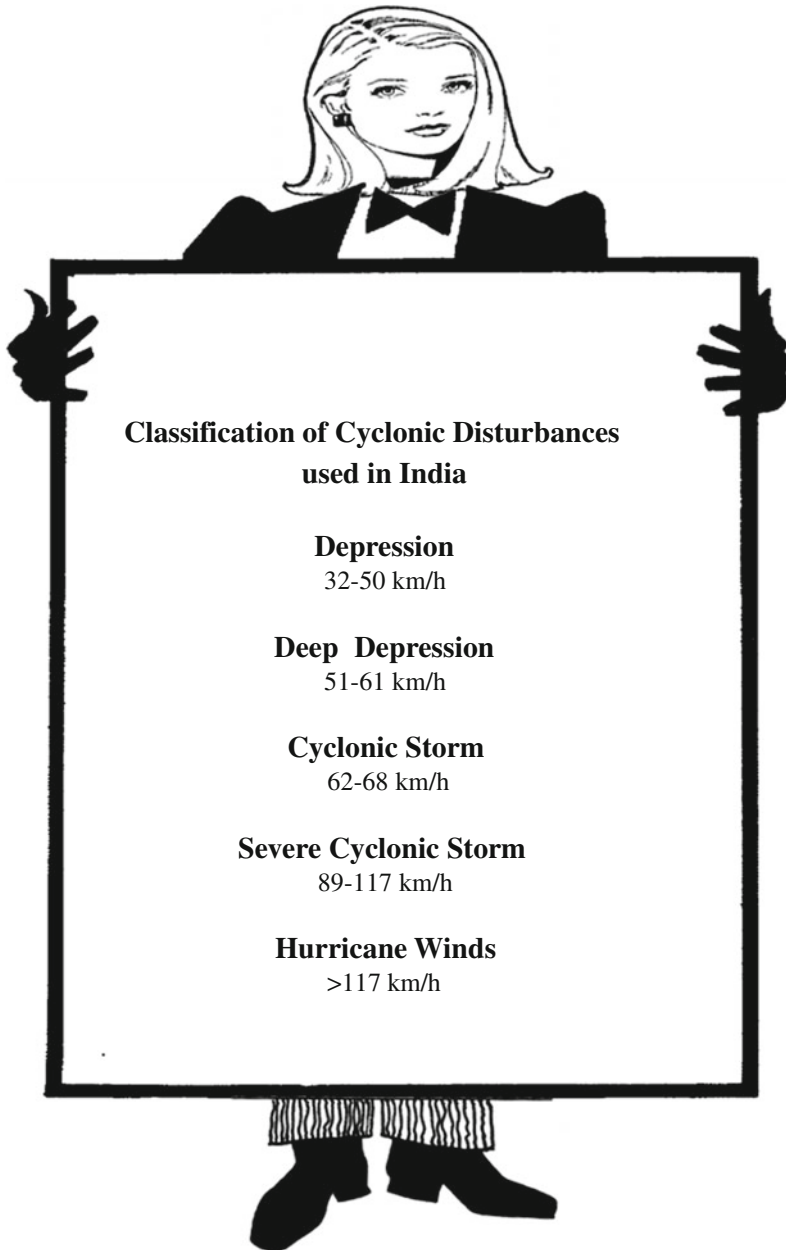 Classification of Cyclonic Disturbances
used in India
Depression
32-50 km/h
Deep Depression
51-61 km/h
Cyclonic Storm
62-68 km/h
Severe Cyclonic Storm
89-117 km/h
Hurricane Winds
>117 km/h